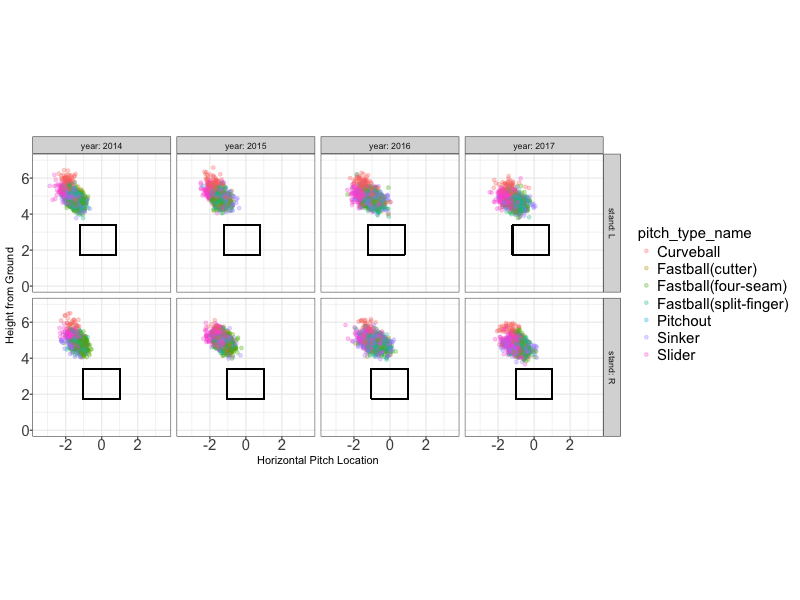 year: 2014
year: 2015
year: 2016
year: 2017
6
4
2
0
stand: L
6
4
2
0
stand: R
-2 0 2
-2 0 2
-2 0 2
-2 0 2
Height from Ground
Horizontal Pitch Location
pitch_type_name
Curveball
Fastball(cutter)
Fastball(four-seam)
Fastball(split-finger)
Pitchout
Sinker
Slider